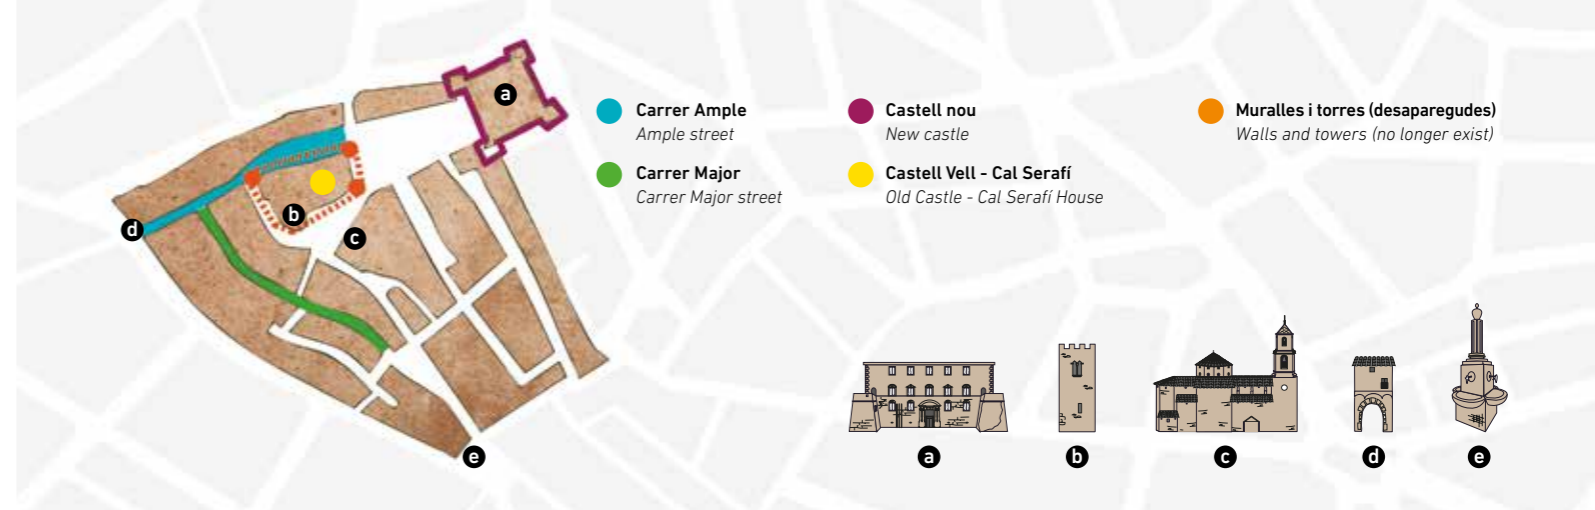 a
b
c
d
e
Carrer Ample
Ample street
Carrer Major
Carrer Major street
Castell nou
New castle
Castell Vell - Cal Serafí
Old Castle - Cal Serafí House
Muralles i torres (desaparegudes)
Walls and towers (no longer exist)
a
b
c
d
e